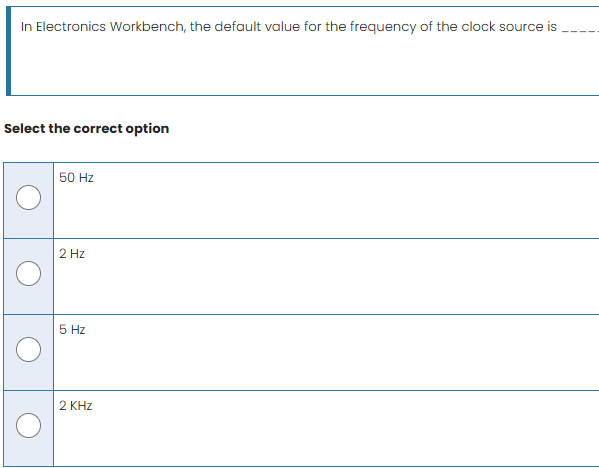 In Electronics Workbench, the default value for the frequency of the clock source is _____
Select the correct option
50 Hz
2 Hz
5 Hz
2 KHz